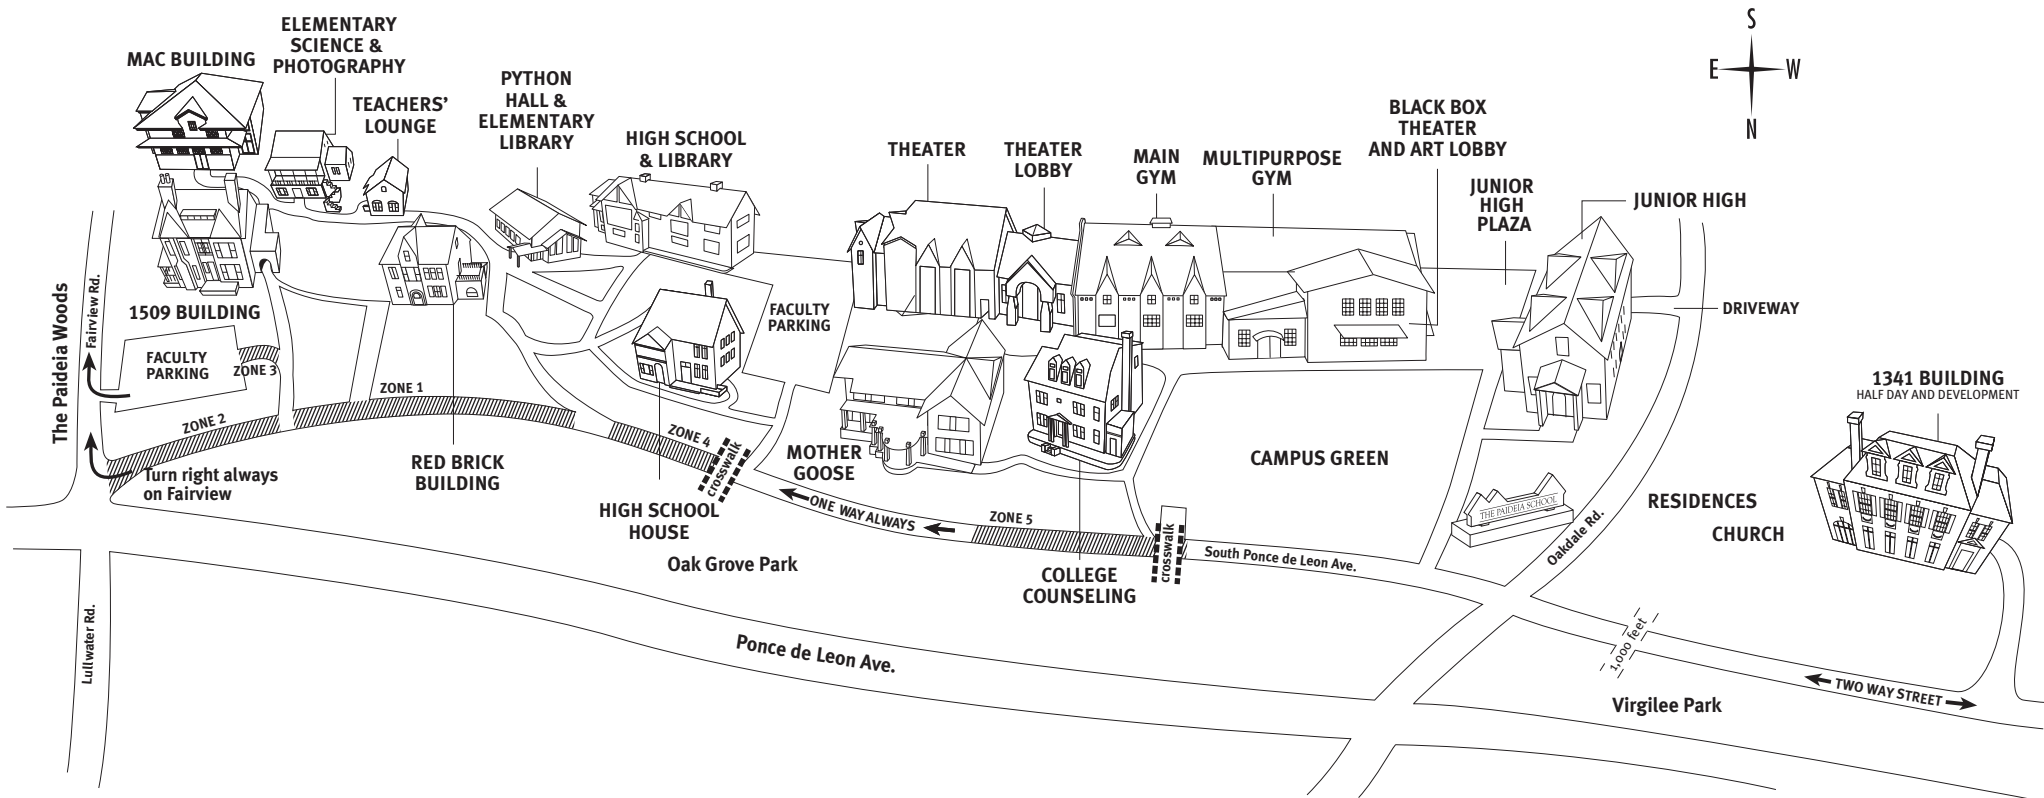 S
E
W
N
ELEMENTARY
SCIENCE &
PHOTOGRAPHY
MAC BUILDING
TEACHERS'
LOUNGE
PYTHON
HALL &
ELEMENTARY
LIBRARY
HIGH SCHOOL
& LIBRARY
THEATER
THEATER
LOBBY
MAIN
GYM
MULTIPURPOSE
GYM
BLACK BOX
THEATER
AND ART LOBBY
JUNIOR
HIGH
PLAZA
JUNIOR HIGH
DRIVEWAY
The Paideia Woods
Fairview Rd.
1509 BUILDING
FACULTY
PARKING
ZONE 3
ZONE 2
ZONE 1
Turn right always
on Fairview
RED BRICK
BUILDING
FACULTY
PARKING
ZONE 4
crosswalk
HIGH SCHOOL
HOUSE
MOTHER
GOOSE
ONE WAY ALWAYS
ZONE 5
COLLEGE
COUNSELING
crosswalk
CAMPUS GREEN
South Ponce de Leon Ave.
THE PAIDEIA SCHOOL
Oakdale Rd.
RESIDENCES
CHURCH
1341 BUILDING
HALF DAY AND DEVELOPMENT
Oak Grove Park
Lullwater Rd.
Ponce de Leon Ave.
1,000 feet
TWO WAY STREET
Virgilee Park